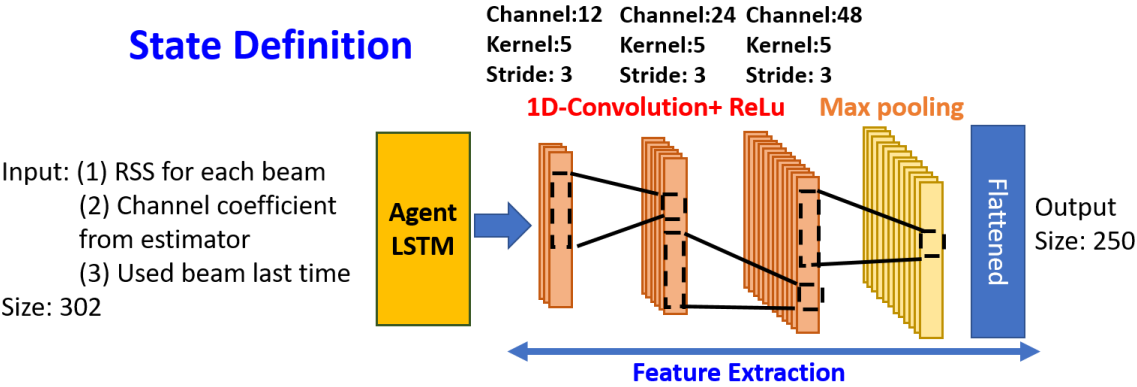 State Definition
Channel:12
Kernel:5
Stride: 3
Channel:24
Kernel:5
Stride: 3
Channel:48
Kernel:5
Stride: 3
1D-Convolution+ ReLu
Max pooling
Input: (1) RSS for each beam
(2) Channel coefficient
from estimator
(3) Used beam last time
Size: 302
Agent
LSTM
Flattened
Output
Size: 250
Feature Extraction